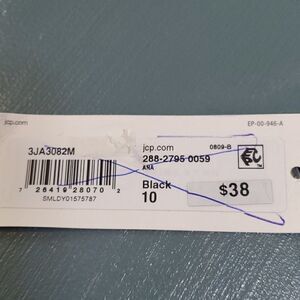 jcp.com
EP-00-946-A
3JA3082M
jcp.com
0809-B
288-2795 0059
ANA
Black
10
$38
7 26419 28070 2
SMLDY01575787